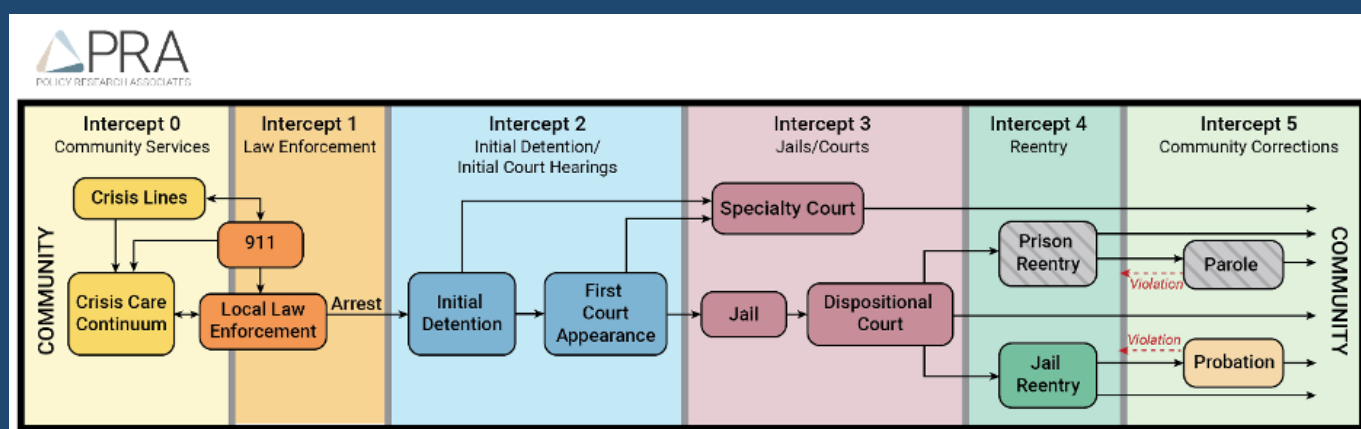 PRA
POLICY RESEARCH ASSOCIATES
Intercept 0
Community Services
Intercept 1
Law Enforcement
Intercept 2
Initial Detention/
Initial Court Hearings
Intercept 3
Jails/Courts
Intercept 4
Reentry
Intercept 5
Community Corrections
COMMUNITY
Crisis Lines
911
Crisis Care
Continuum
Local Law
Enforcement
Arrest
Initial
Detention
First
Court
Appearance
Specialty Court
Jail
Dispositional
Court
Prison
Reentry
Parole
Violation
Jail
Reentry
Violation
Probation
COMMUNITY